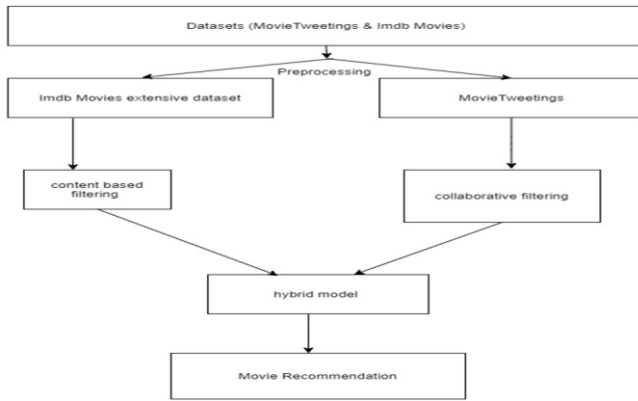 Datasets (MovieTweetings & Imdb Movies)
Preprocessing
Imdb Movies extensive dataset
MovieTweetings
content based
filtering
collaborative filtering
hybrid model
Movie Recommendation